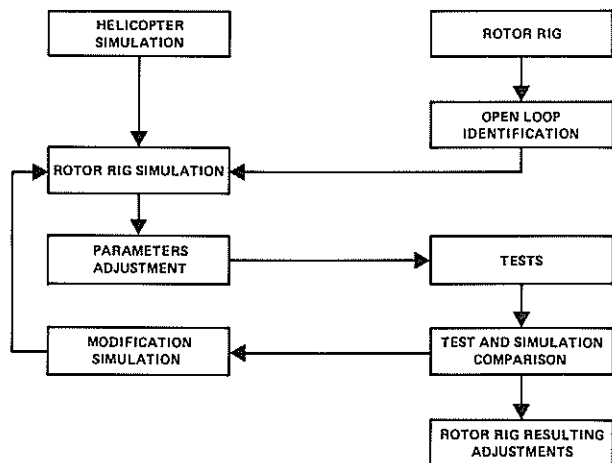 HELICOPTER
SIMULATION
ROTOR RIG
OPEN LOOP
IDENTIFICATION
ROTOR RIG SIMULATION
PARAMETERS
ADJUSTMENT
TESTS
MODIFICATION
SIMULATION
TEST AND SIMULATION
COMPARISON
ROTOR RIG RESULTING
ADJUSTMENTS